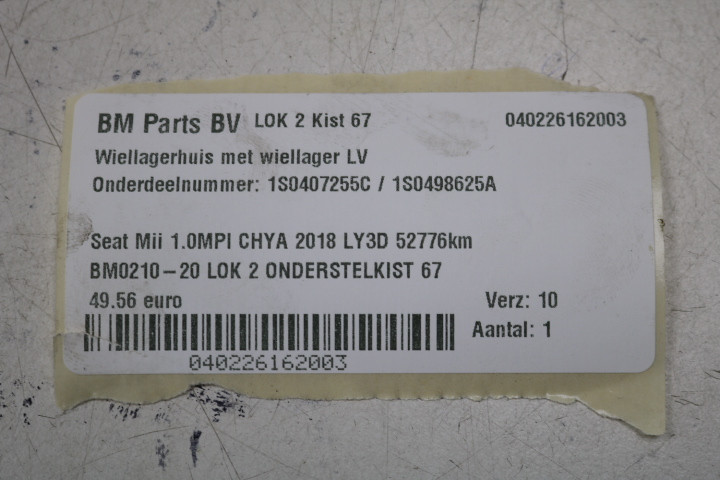 BM Parts BV LOK 2 Kist 67 040226162003
Wiellagerhuis met wiellager LV
Onderdeelnummer: 1S0407255C / 1S0498625A
Seat Mii 1.0MPI CHYA 2018 LY3D 52776km
BM0210-20 LOK 2 ONDERSTELKIST 67
49.56 euro Verz: 10
Aantal: 1
040226162003